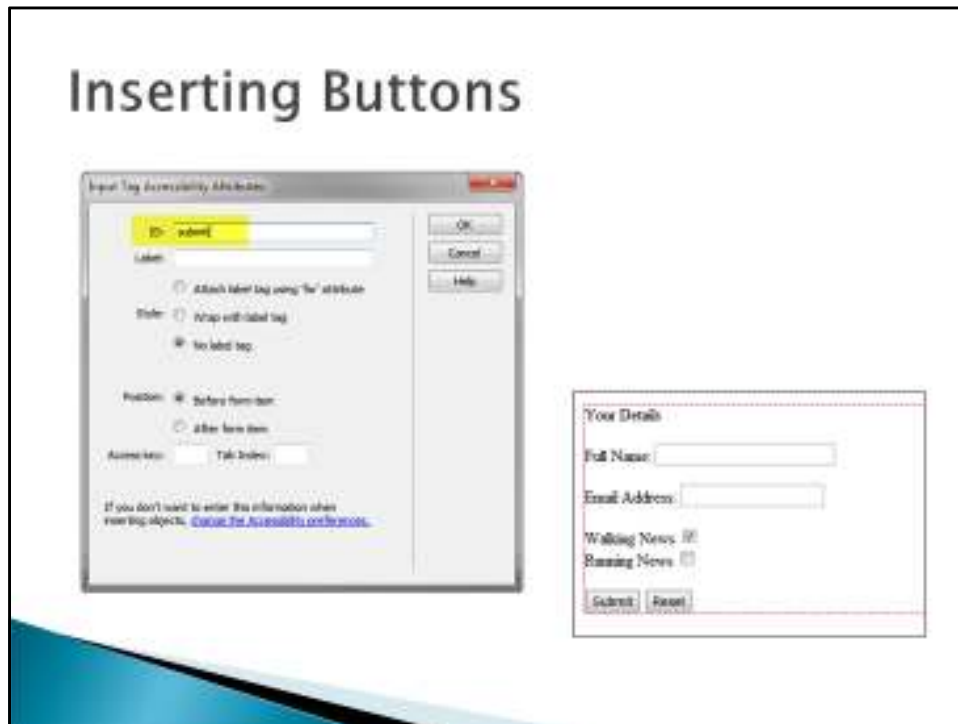 Inserting Buttons
Input Tag Accessibility Attributes
ID: submit
OK
Label:
Cancel
Help
Attach label tag using 'for' attribute
Style: Wrap with label tag
No label tag
Position: Before form item
After form item
Access key: Tab Index:
If you don't want to enter this information when
inserting objects, change the Accessibility preferences.
Your Details
Full Name:
Email Address:
Walking News
Running News
Submit Reset